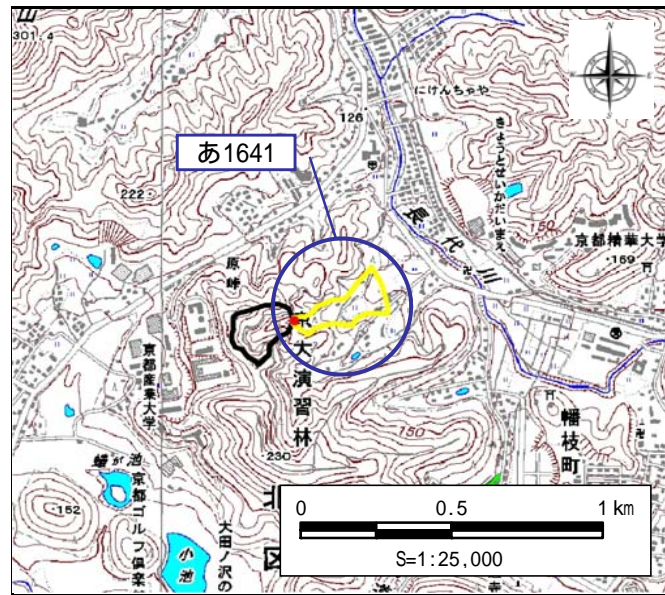 301.4
N
W
E
S
にけんちゃや
126
あ1641
きょうとせいかだいまえ
長代川
222
150
京都精華大学
169
原峠
京都産業大学
大演習林
幡枝町
150
230
蟻が池
152
京都ゴルフ倶楽
小池
大田ノ沢の
北
区
0 0.5 1 km
S=1:25,000